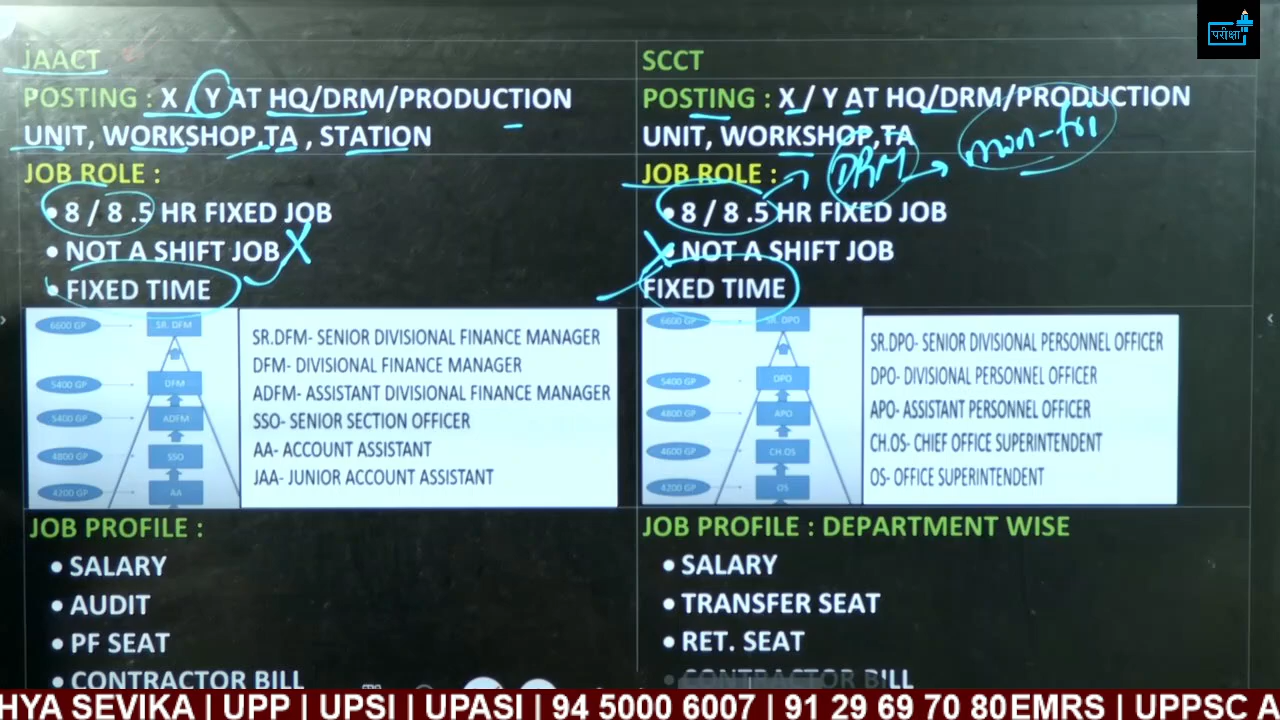 परीक्षा
JAACT
POSTING : X / Y AT HQ/DRM/PRODUCTION
UNIT, WORKSHOP,TA , STATION
JOB ROLE :
• 8 / 8 .5 HR FIXED JOB
• NOT A SHIFT JOB
• FIXED TIME
6600 GP
SR. DFM
5400 GP
DFM
5400 GP
ADFM
4800 GP
SSO
4200 GP
AA
SR.DFM- SENIOR DIVISIONAL FINANCE MANAGER
DFM- DIVISIONAL FINANCE MANAGER
ADFM- ASSISTANT DIVISIONAL FINANCE MANAGER
SSO- SENIOR SECTION OFFICER
AA- ACCOUNT ASSISTANT
JAA- JUNIOR ACCOUNT ASSISTANT
JOB PROFILE :
• SALARY
• AUDIT
• PF SEAT
• CONTRACTOR BILL
SCCT
POSTING : X / Y AT HQ/DRM/PRODUCTION
UNIT, WORKSHOP,TA
mon-fri
JOB ROLE :
DRM
• 8 / 8 .5 HR FIXED JOB
• NOT A SHIFT JOB
FIXED TIME
6600 GP
SR. DPO
5400 GP
DPO
4800 GP
APO
4600 GP
CH.OS
4200 GP
OS
SR.DPO- SENIOR DIVISIONAL PERSONNEL OFFICER
DPO- DIVISIONAL PERSONNEL OFFICER
APO- ASSISTANT PERSONNEL OFFICER
CH.OS- CHIEF OFFICE SUPERINTENDENT
OS- OFFICE SUPERINTENDENT
JOB PROFILE : DEPARTMENT WISE
• SALARY
• TRANSFER SEAT
• RET. SEAT
• CONTRACTOR BILL
HYA SEVIKA | UPP | UPSI | UPASI | 94 5000 6007 | 91 29 69 70 80 EMRS | UPPSC A